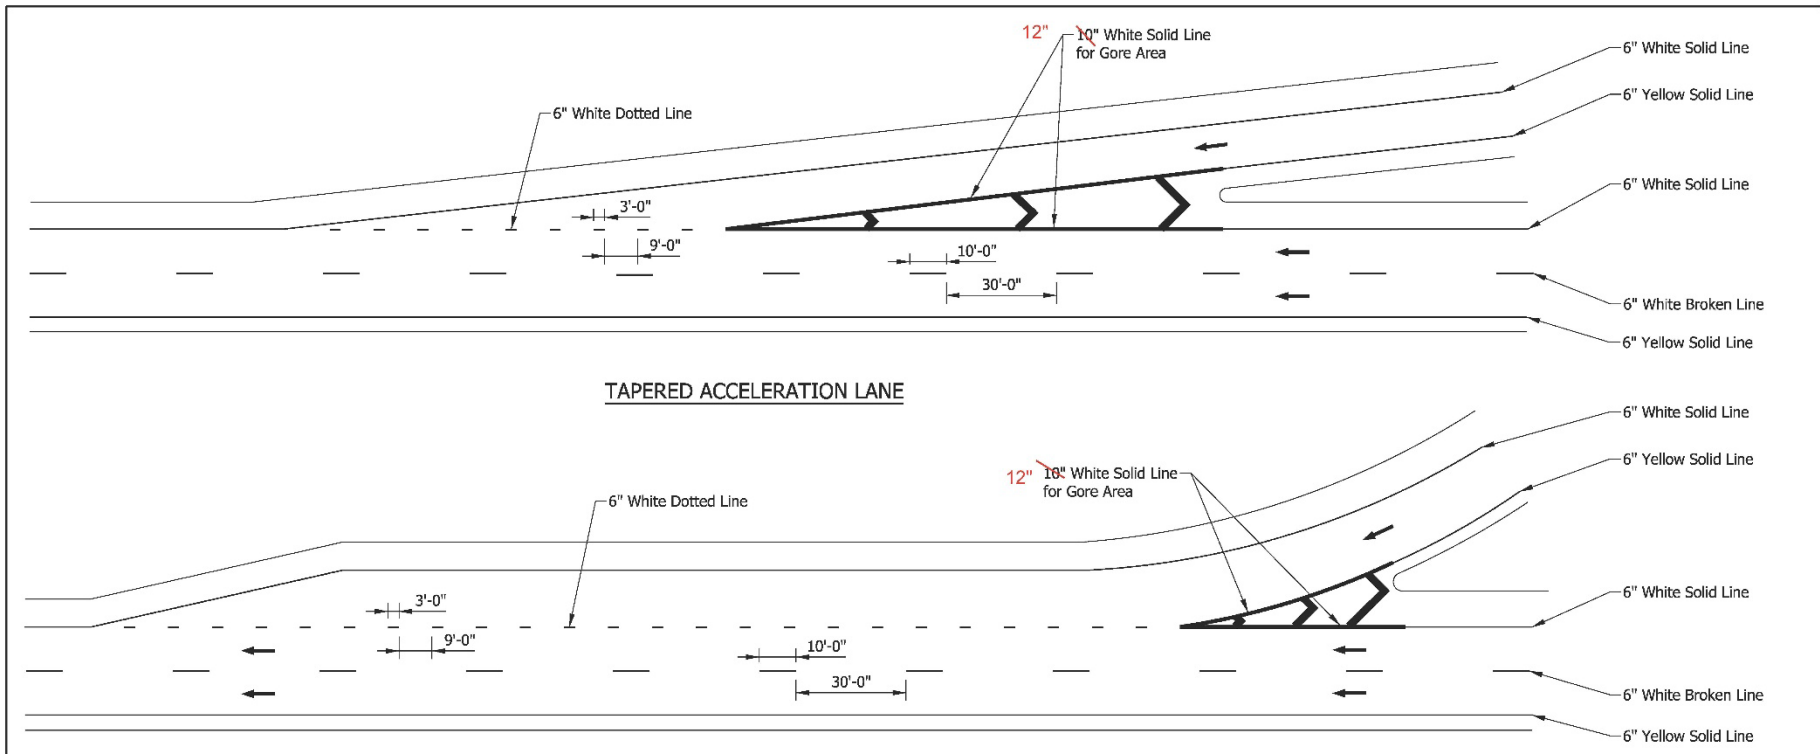 12" 10" White Solid Line
for Gore Area
6" White Solid Line
6" Yellow Solid Line
6" White Dotted Line
6" White Solid Line
3'-0"
9'-0"
10'-0"
30'-0"
6" White Broken Line
6" Yellow Solid Line
TAPERED ACCELERATION LANE
6" White Solid Line
6" Yellow Solid Line
12" 10" White Solid Line
for Gore Area
6" White Dotted Line
6" White Solid Line
3'-0"
9'-0"
10'-0"
30'-0"
6" White Broken Line
6" Yellow Solid Line